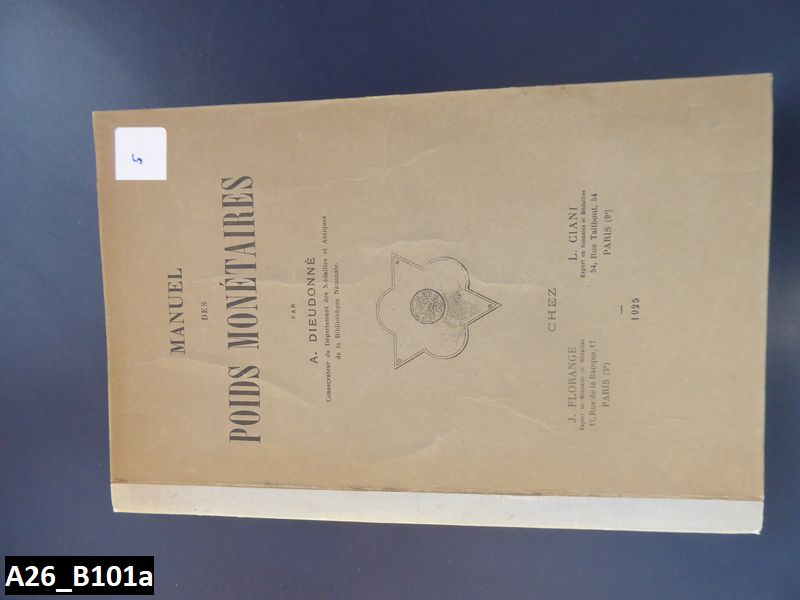 5
MANUEL
DES
POIDS MONÉTAIRES
PAR
A. DIEUDONNÉ
Conservateur du Département des Médailles et Antiques
de la Bibliothèque Nationale.
CHEZ
J. FLORANGE
Expert en Monnaies et Médailles
17, Rue de la Banque, 17
PARIS (2e)
L. CIANI
Expert en Monnaies et Médailles
54, Rue Taitbout, 54
PARIS (9e)
—
1925
A26_B101a